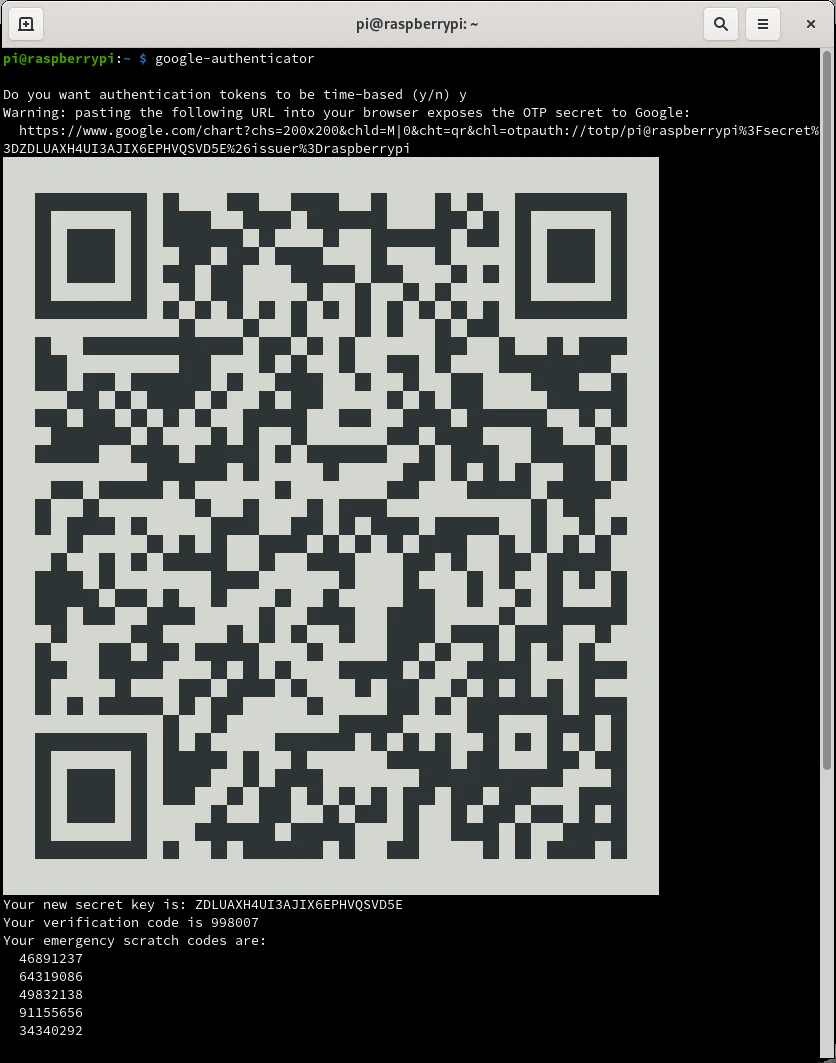 pi@raspberrypi: ~
pi@raspberrypi:~ $ google-authenticator
Do you want authentication tokens to be time-based (y/n) y
Warning: pasting the following URL into your browser exposes the OTP secret to Google:
https://www.google.com/chart?chs=200x200&chld=M|0&cht=qr&chl=otpauth://totp/pi@raspberrypi%3Fsecret%
3DZDLUAXH4UI3AJIX6EPHVQSVD5E%26issuer%3Draspberrypi
Your new secret key is: ZDLUAXH4UI3AJIX6EPHVQSVD5E
Your verification code is 998007
Your emergency scratch codes are:
46891237
64319086
49832138
91155656
34340292